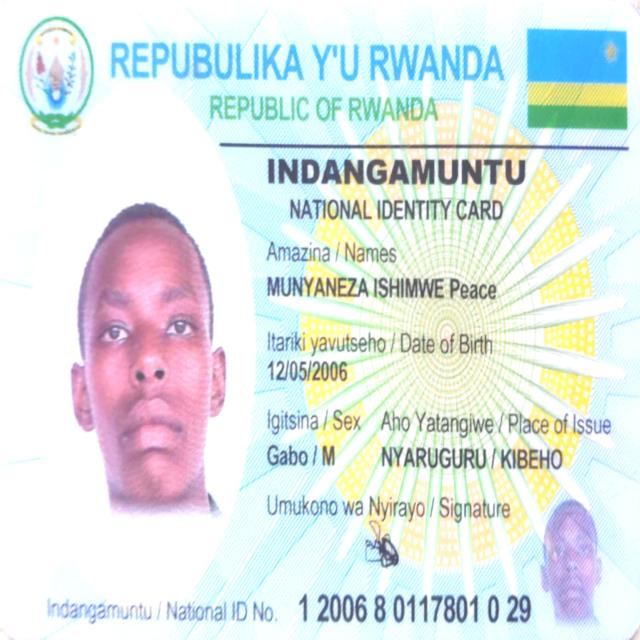 REPUBULIKA Y'U RWANDA
REPUBLIC OF RWANDA
INDANGAMUNTU
NATIONAL IDENTITY CARD
Amazina / Names
MUNYANEZA ISHIMWE Peace
Itariki yavutseho / Date of Birth
12/05/2006
Igitsina / Sex Aho Yatangiwe / Place of Issue
Gabo / M NYARUGURU / KIBEHO
Umukono wa Nyirayo / Signature
Indangamuntu / National ID No. 1 2006 8 0117801 0 29